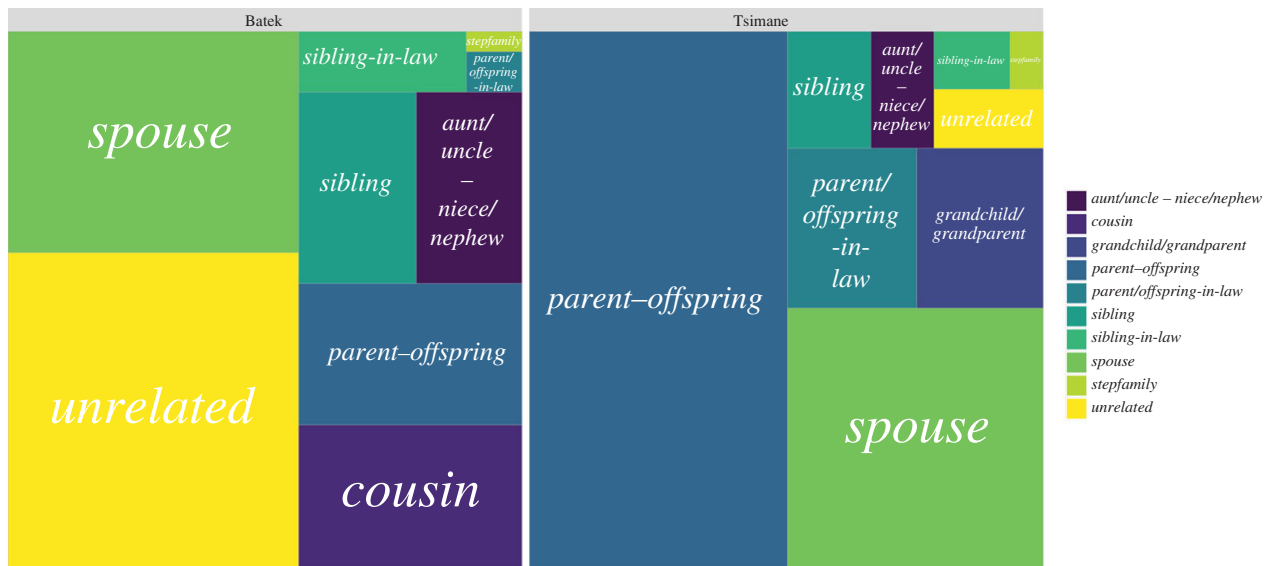 Batek
Tsimane
spouse
sibling-in-law
stepfamily
parent/
offspring
-in-law
unrelated
sibling
aunt/
uncle
–
niece/
nephew
parent–offspring
cousin
parent–offspring
sibling
aunt/
uncle
–
niece/
nephew
sibling-in-law
stepfamily
unrelated
parent/
offspring
-in-
law
grandchild/
grandparent
spouse
aunt/uncle – niece/nephew
cousin
grandchild/grandparent
parent–offspring
parent/offspring-in-law
sibling
sibling-in-law
spouse
stepfamily
unrelated